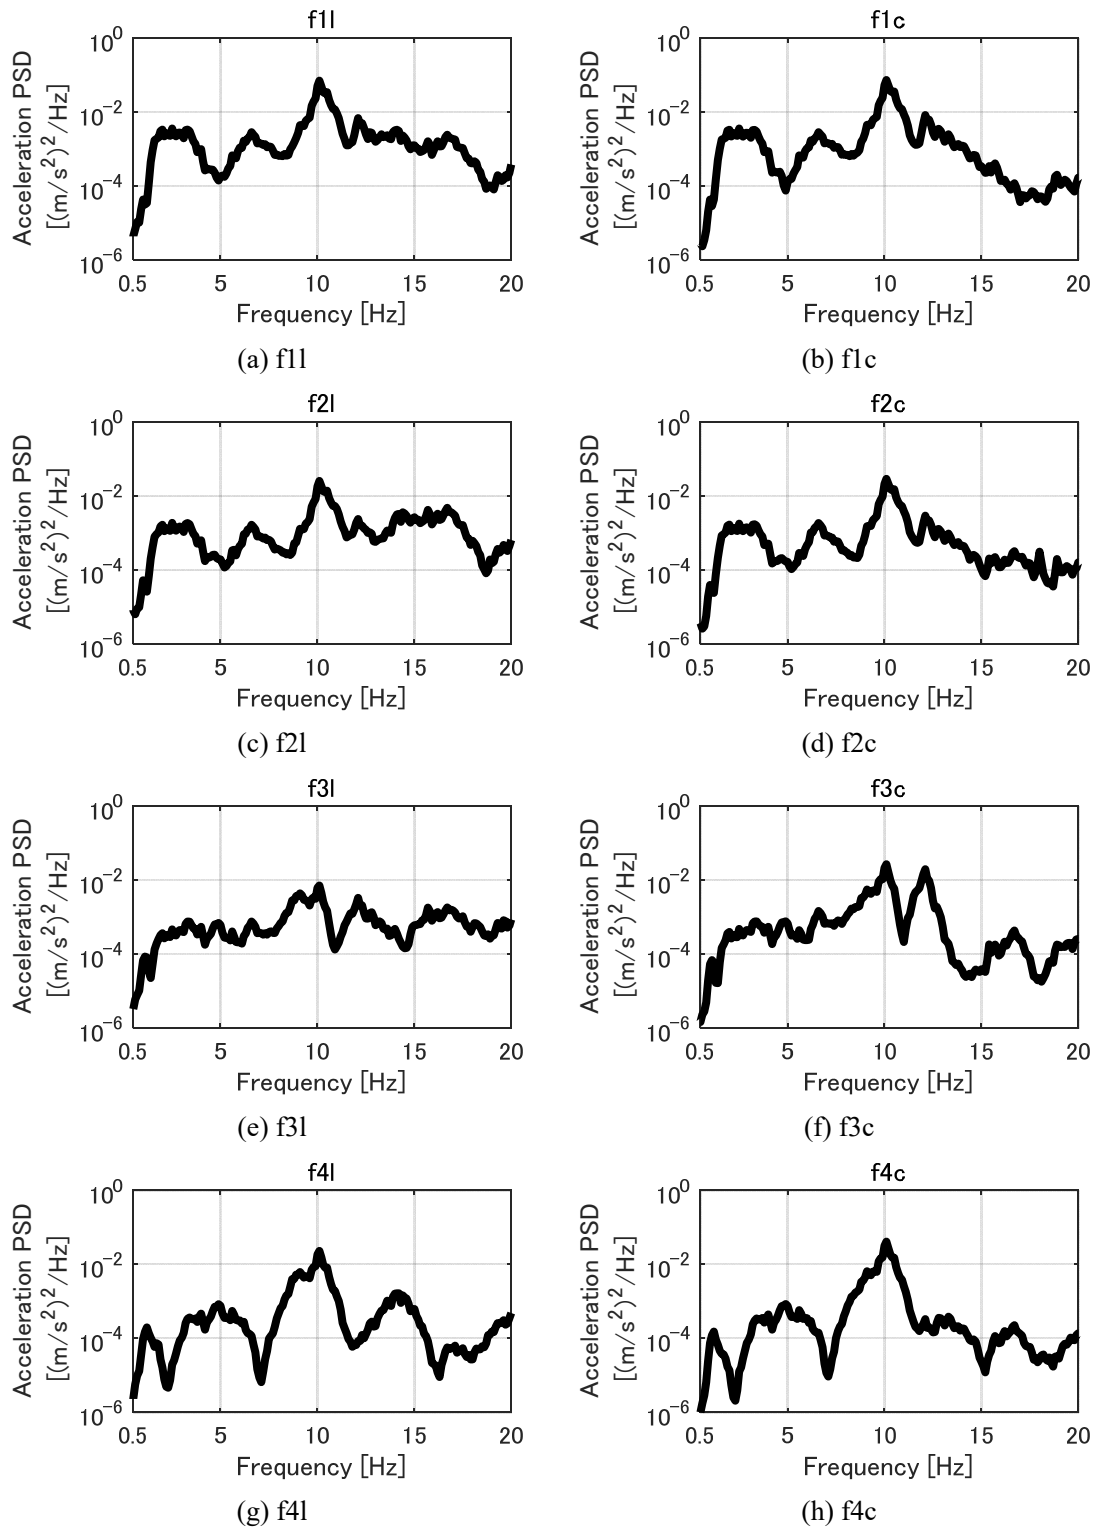 f1l
Acceleration PSD
[(m/s²)²/Hz]
10⁰
10⁻²
10⁻⁴
10⁻⁶
0.5 5 10 15 20
Frequency [Hz]
(a) f1l
f1c
Acceleration PSD
[(m/s²)²/Hz]
10⁰
10⁻²
10⁻⁴
10⁻⁶
0.5 5 10 15 20
Frequency [Hz]
(b) f1c
f2l
Acceleration PSD
[(m/s²)²/Hz]
10⁰
10⁻²
10⁻⁴
10⁻⁶
0.5 5 10 15 20
Frequency [Hz]
(c) f2l
f2c
Acceleration PSD
[(m/s²)²/Hz]
10⁰
10⁻²
10⁻⁴
10⁻⁶
0.5 5 10 15 20
Frequency [Hz]
(d) f2c
f3l
Acceleration PSD
[(m/s²)²/Hz]
10⁰
10⁻²
10⁻⁴
10⁻⁶
0.5 5 10 15 20
Frequency [Hz]
(e) f3l
f3c
Acceleration PSD
[(m/s²)²/Hz]
10⁰
10⁻²
10⁻⁴
10⁻⁶
0.5 5 10 15 20
Frequency [Hz]
(f) f3c
f4l
Acceleration PSD
[(m/s²)²/Hz]
10⁰
10⁻²
10⁻⁴
10⁻⁶
0.5 5 10 15 20
Frequency [Hz]
(g) f4l
f4c
Acceleration PSD
[(m/s²)²/Hz]
10⁰
10⁻²
10⁻⁴
10⁻⁶
0.5 5 10 15 20
Frequency [Hz]
(h) f4c